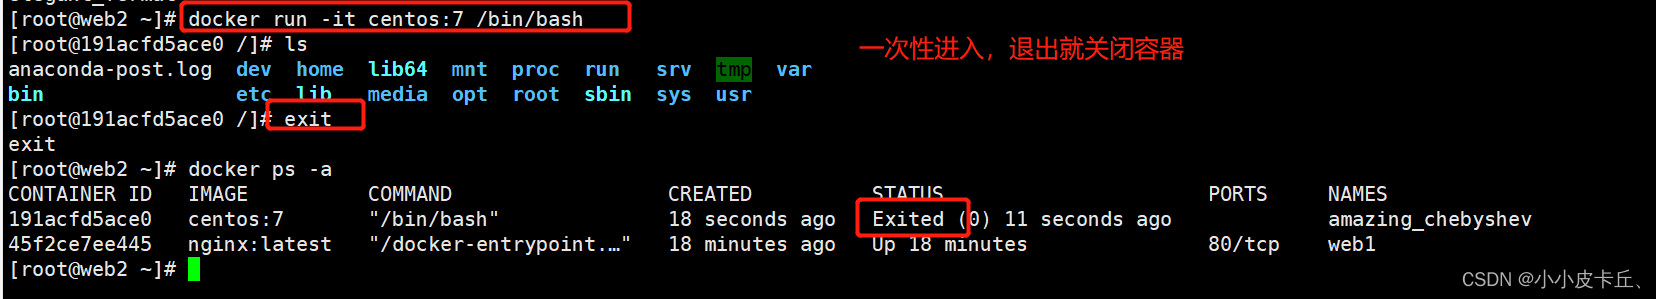 [root@web2 ~]# docker run -it centos:7 /bin/bash
[root@191acfd5ace0 /]# ls
一次性进入，退出就关闭容器
anaconda-post.log dev home lib64 mnt proc run srv tmp var
bin etc lib media opt root sbin sys usr
[root@191acfd5ace0 /]# exit
exit
[root@web2 ~]# docker ps -a
CONTAINER ID IMAGE COMMAND CREATED STATUS PORTS NAMES
191acfd5ace0 centos:7 "/bin/bash" 18 seconds ago Exited (0) 11 seconds ago amazing_chebyshev
45f2ce7ee445 nginx:latest "/docker-entrypoint.…" 18 minutes ago Up 18 minutes 80/tcp web1
[root@web2 ~]#
CSDN @小小皮卡丘、